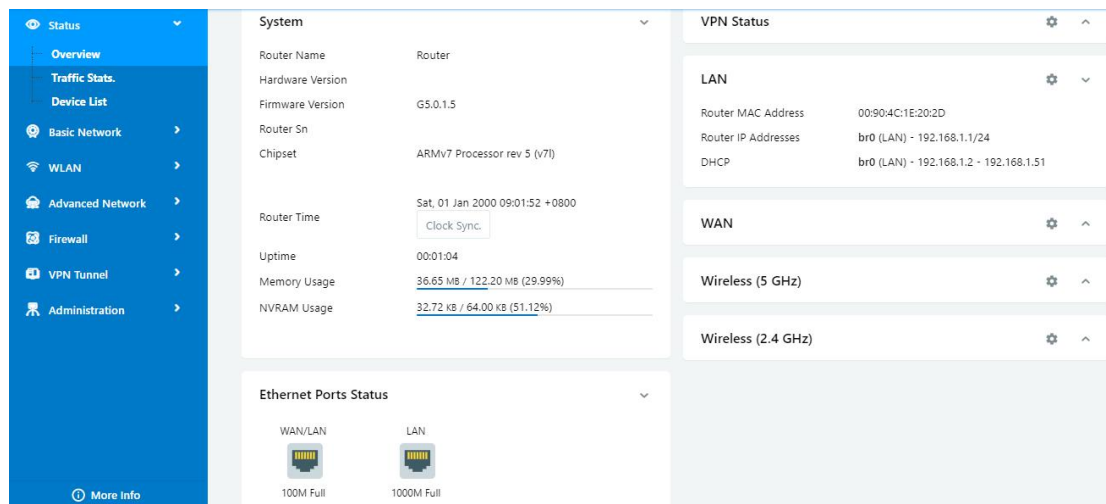 Status
Overview
Traffic Stats.
Device List
Basic Network
WLAN
Advanced Network
Firewall
VPN Tunnel
Administration
More Info
System
Router Name Router
Hardware Version
Firmware Version G5.0.1.5
Router Sn
Chipset ARMv7 Processor rev 5 (v7l)
Router Time Sat, 01 Jan 2000 09:01:52 +0800
Clock Sync.
Uptime 00:01:04
Memory Usage 36.65 MB / 122.20 MB (29.99%)
NVRAM Usage 32.72 KB / 64.00 KB (51.12%)
Ethernet Ports Status
WAN/LAN LAN
100M Full 1000M Full
VPN Status
LAN
Router MAC Address 00:90:4C:1E:20:2D
Router IP Addresses br0 (LAN) - 192.168.1.1/24
DHCP br0 (LAN) - 192.168.1.2 - 192.168.1.51
WAN
Wireless (5 GHz)
Wireless (2.4 GHz)